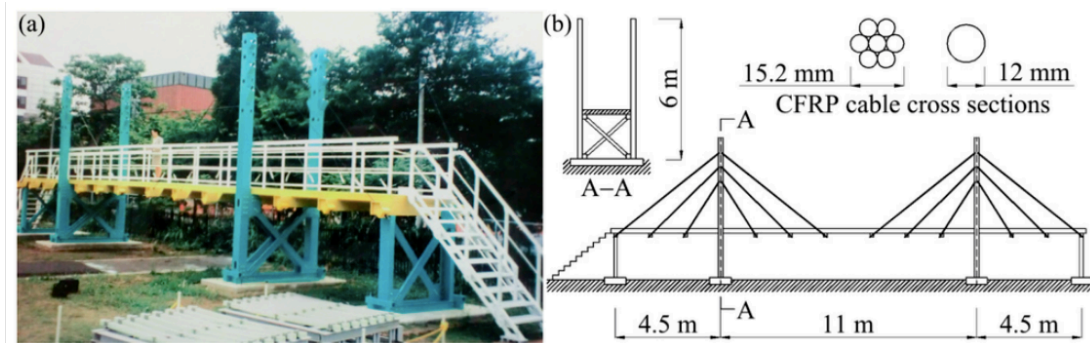 (a)
(b)
6 m
A–A
15.2 mm
12 mm
CFRP cable cross sections
A
A
4.5 m
11 m
4.5 m